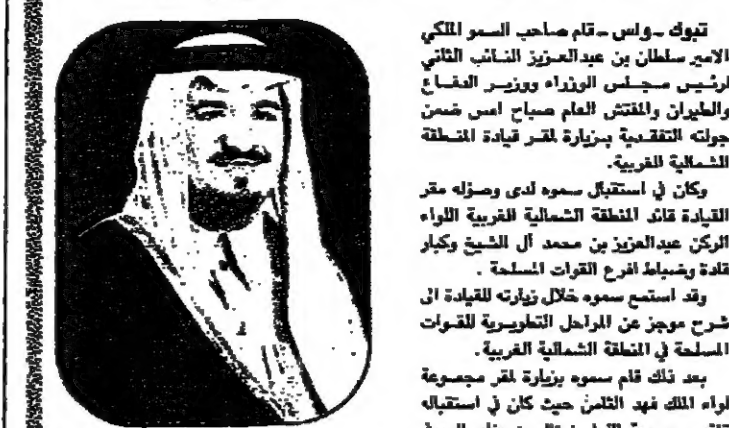 تبوك - واس - قام صاحب السمو الملكي
الامير سلطان بن عبدالعزيز النائب الثاني
لرئيس مجلس الوزراء ووزير الدفاع
والطيران والمفتش العام صباح امس ضمن
جولته التفقدية بزيارة لمقر قيادة المنطقة
الشمالية الغربية.
وكان في استقبال سموه لدى وصوله مقر
القيادة قائد المنطقة الشمالية الغربية اللواء
الركن عبدالعزيز بن محمد آل الشيخ وكبار
قادة وضباط افرع القوات المسلحة .
وقد استمع سموه خلال زيارته للقيادة الى
شرح موجز عن المراحل التطويرية للقوات
المسلحة في المنطقة الشمالية الغربية .
بعد ذلك قام سموه بزيارة لمقر مجموعة
لواء الملك فهد الثامن حيث كان في استقباله